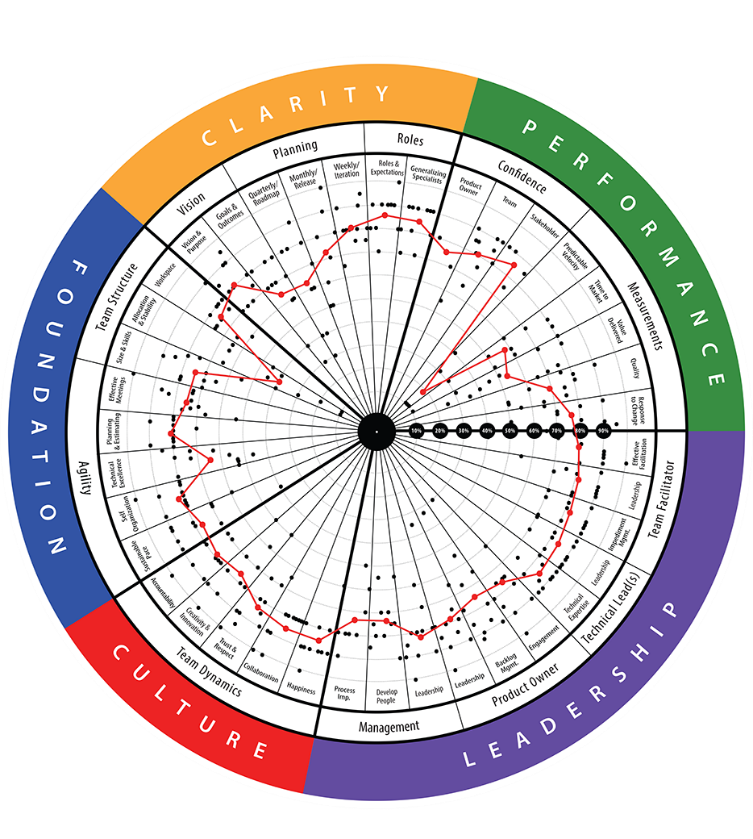 CLARITY
PERFORMANCE
LEADERSHIP
CULTURE
FOUNDATION
Vision
Planning
Roles
Confidence
Measurements
Team Facilitator
Technical Lead(s)
Product Owner
Management
Team Dynamics
Agility
Team Structure
Vision &
Purpose
Goals &
Outcomes
Quarterly/
Roadmap
Monthly/
Release
Weekly/
Iteration
Roles &
Expectations
Generalizing
Specialists
Product
Owner
Team
Stakeholder
Predictable
Velocity
Time to
Market
Value
Delivered
Quality
Response
to Change
10%
20%
30%
40%
50%
60%
70%
80%
90%
Effective
Facilitation
Leadership
Impediment
Mgmt.
Leadership
Technical
Expertise
Engagement
Backlog
Mgmt.
Leadership
Leadership
Develop
People
Process
Imp.
Happiness
Collaboration
Trust &
Respect
Creativity &
Innovation
Accountability
Sustainable
Pace
Self
Organization
Technical
Excellence
Planning
& Estimating
Effective
Meetings
Size & Skills
Allocation
& Stability
Workspace